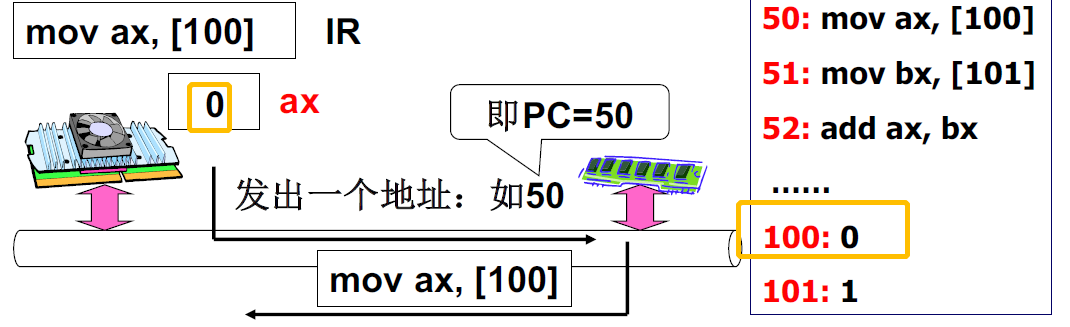 mov ax, [100] IR
0 ax
即PC=50
发出一个地址：如50
mov ax, [100]
50: mov ax, [100]
51: mov bx, [101]
52: add ax, bx
......
100: 0
101: 1